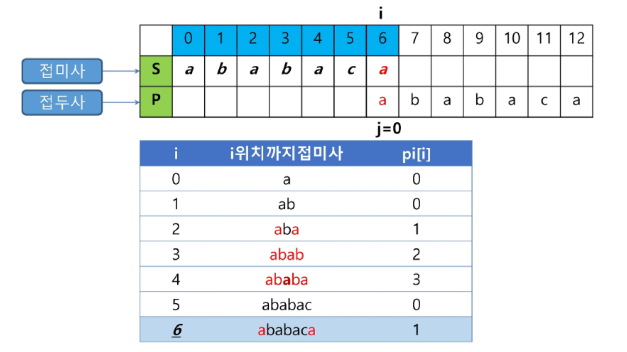 i
0 1 2 3 4 5 6 7 8 9 10 11 12
접미사 S a b a b a c a
접두사 P a b a b a c a
j=0
i i위치까지접미사 pi[i]
0 a 0
1 ab 0
2 aba 1
3 abab 2
4 ababa 3
5 ababac 0
6 ababaca 1